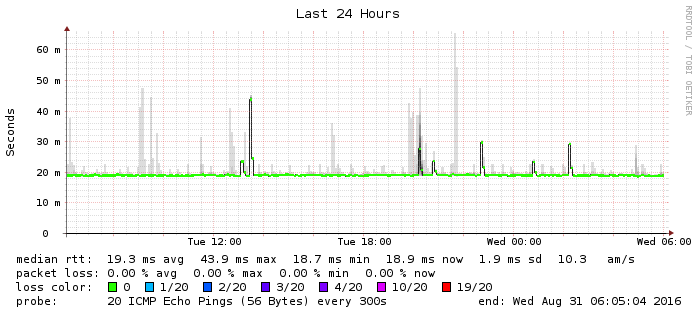 Last 24 Hours
RRDTOOL / TOBI OETIKER
Seconds
60 m
50 m
40 m
30 m
20 m
10 m
0
Tue 12:00 Tue 18:00 Wed 00:00 Wed 06:00
median rtt: 19.3 ms avg 43.9 ms max 18.7 ms min 18.9 ms now 1.9 ms sd 10.3 am/s
packet loss: 0.00 % avg 0.00 % max 0.00 % min 0.00 % now
loss color: 0 1/20 2/20 3/20 4/20 10/20 19/20
probe: 20 ICMP Echo Pings (56 Bytes) every 300s end: Wed Aug 31 06:05:04 2016